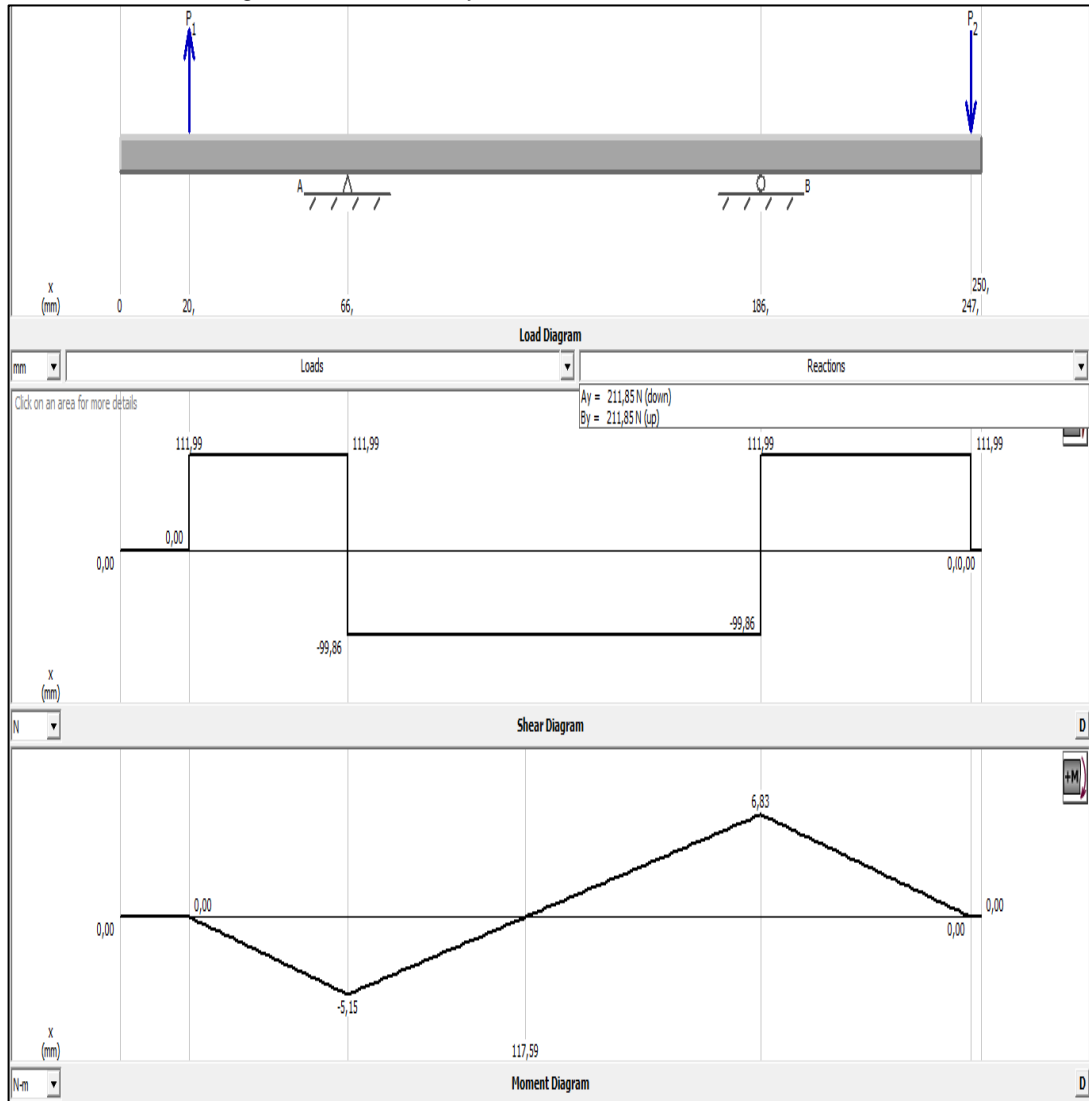 P1
P2
A
B
x
(mm)
0
20,
66,
186,
247,
250,
Load Diagram
mm
Loads
Reactions
Click on an area for more details
Ay = 211,85 N (down)
By = 211,85 N (up)
111,99
111,99
111,99
111,99
0,00
0,00
0,(0,00
-99,86
-99,86
x
(mm)
N
Shear Diagram
D
+M
6,83
0,00
0,00
0,00
0,00
-5,15
x
(mm)
117,59
N-m
Moment Diagram
D